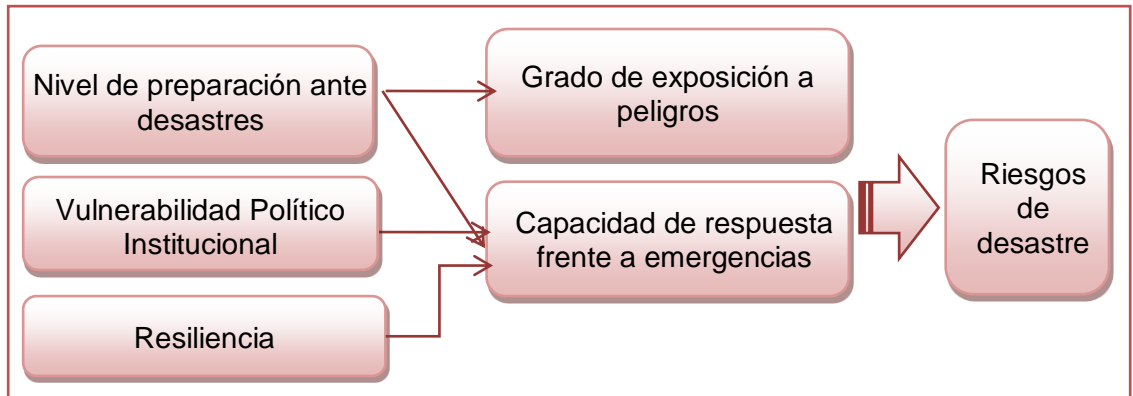 Nivel de preparación ante
desastres
Grado de exposición a
peligros
Vulnerabilidad Político
Institucional
Capacidad de respuesta
frente a emergencias
Resiliencia
Riesgos
de
desastre